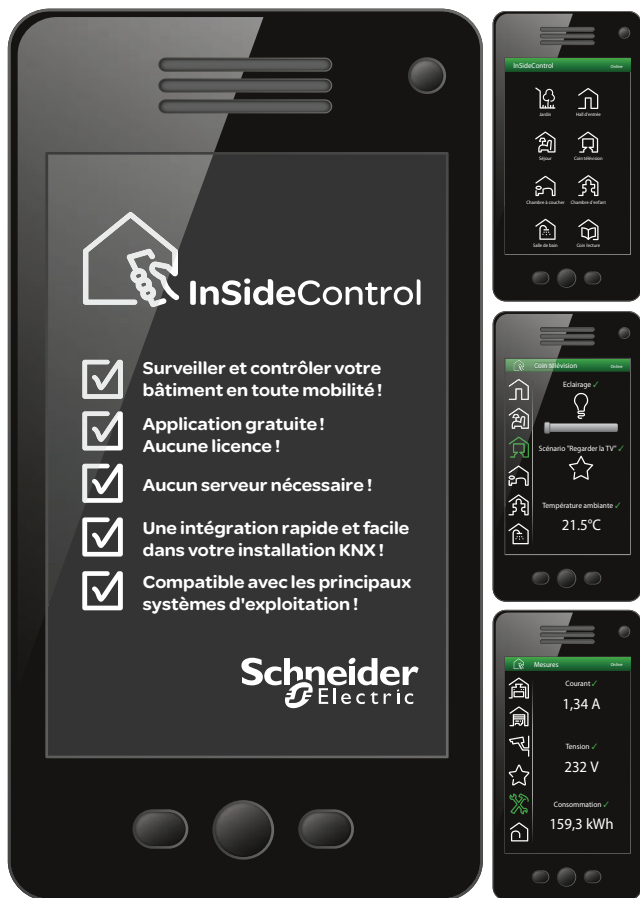 InSideControl
Surveiller et contrôler votre
bâtiment en toute mobilité !
Application gratuite !
Aucune licence !
Aucun serveur nécessaire !
Une intégration rapide et facile
dans votre installation KNX !
Compatible avec les principaux
systèmes d'exploitation !
Schneider
Electric
InSideControl Online
Jardin Hall d'entrée
Séjour Coin télévision
Chambre à coucher Chambre d'enfant
Salle de bain Coin lecture
Coin télévision Online
Eclairage ✓
Scénario "Regarder la TV" ✓
Température ambiante ✓
21.5°C
Mesures Online
Courant ✓
1,34 A
Tension ✓
232 V
Consommation ✓
159,3 kWh